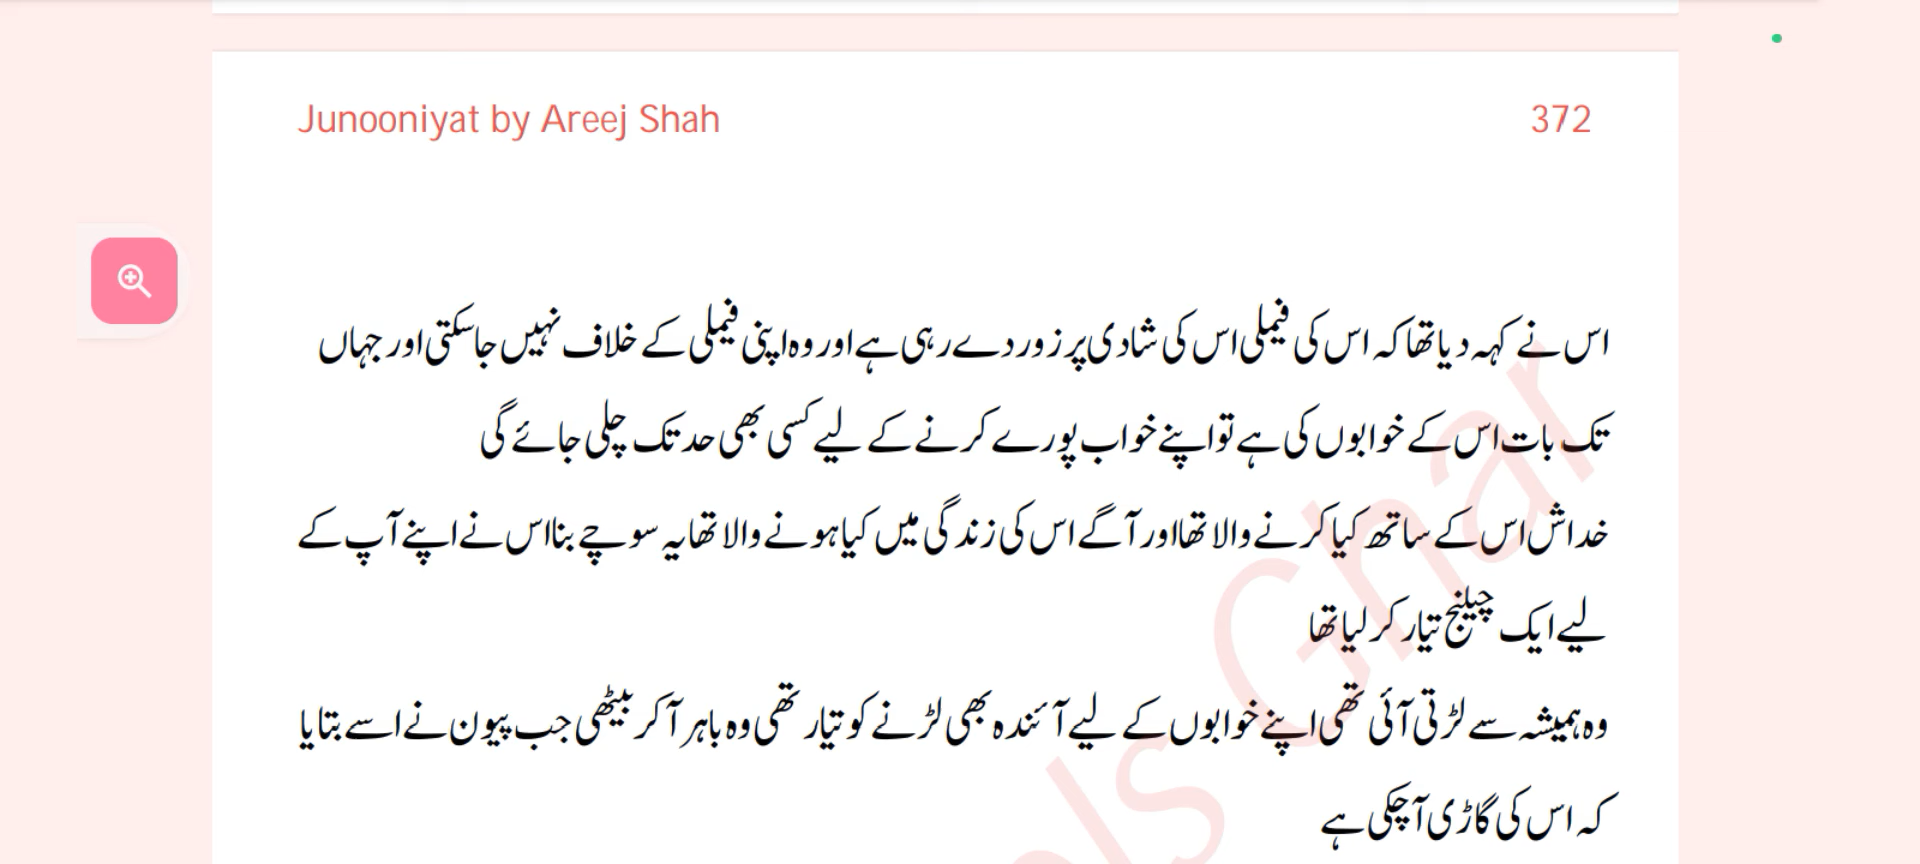 Junooniyat by Areej Shah 372
اس نے کہہ دیا تھا کہ اس کی فیملی اس کی شادی پر زور دے رہی ہے اور وہ اپنی فیملی کے خلاف نہیں جا سکتی اور جہاں
تک بات اس کے خوابوں کی ہے تو اپنے خواب پورے کرنے کے لیے کسی بھی حد تک چلی جائے گی
خداش اس کے ساتھ کیا کرنے والا تھا اور آگے اس کی زندگی میں کیا ہونے والا تھا یہ سوچے بنا اس نے اپنے آپ کے
لیے ایک چیلنج تیار کر لیا تھا
وہ ہمیشہ سے لڑتی آئی تھی اپنے خوابوں کے لیے آئندہ بھی لڑنے کو تیار تھی وہ باہر آ کر بیٹھی جب پیون نے اسے بتایا
کہ اس کی گاڑی آ چکی ہے
ls Ghar